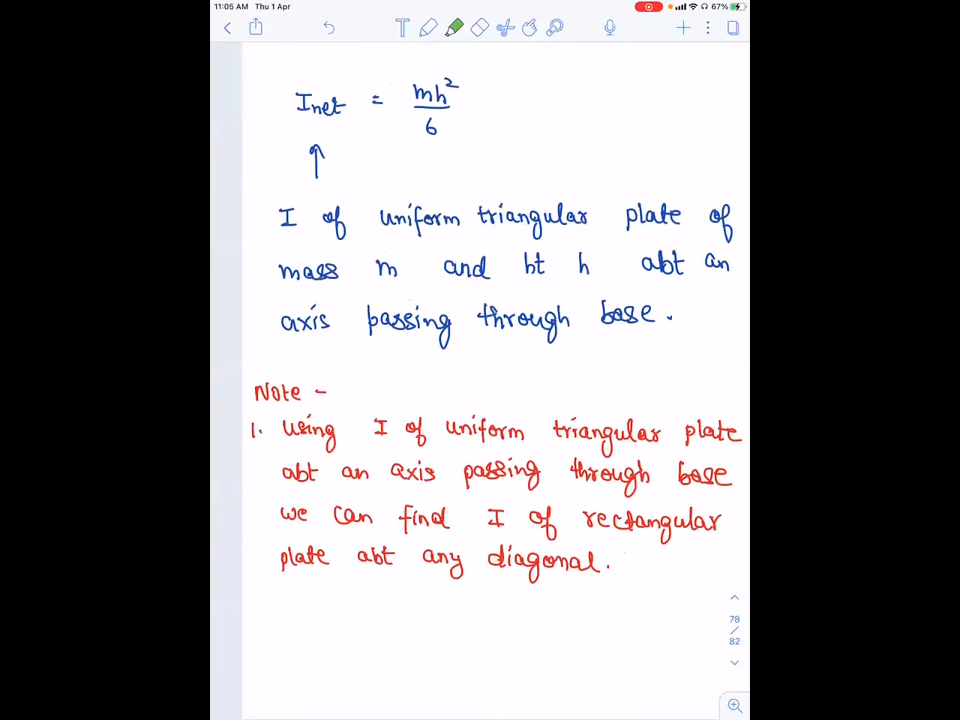 11:05 AM Thu 1 Apr
67%
I net = mh²/6
I of uniform triangular plate of
mass m and ht h abt an
axis passing through base.
Note -
1. Using I of uniform triangular plate
abt an axis passing through base
we can find I of rectangular
plate abt any diagonal.
79
/
82